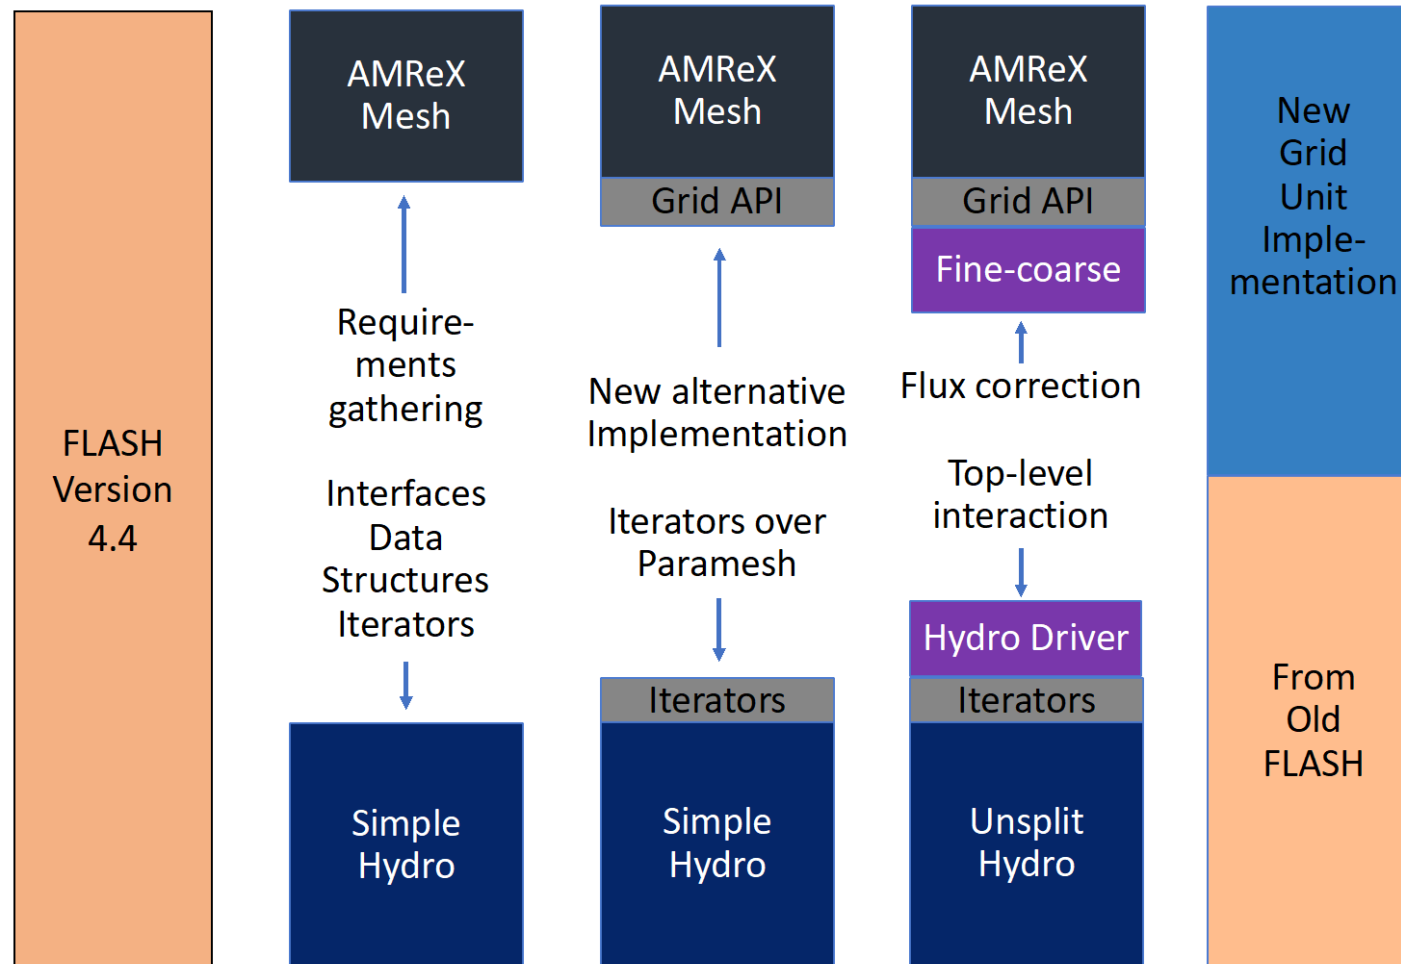 FLASH
Version
4.4
AMReX
Mesh
Require-
ments
gathering
Interfaces
Data
Structures
Iterators
Simple
Hydro
AMReX
Mesh
Grid API
New alternative
Implementation
Iterators over
Paramesh
Iterators
Simple
Hydro
AMReX
Mesh
Grid API
Fine-coarse
Flux correction
Top-level
interaction
Hydro Driver
Iterators
Unsplit
Hydro
New
Grid
Unit
Imple-
mentation
From
Old
FLASH